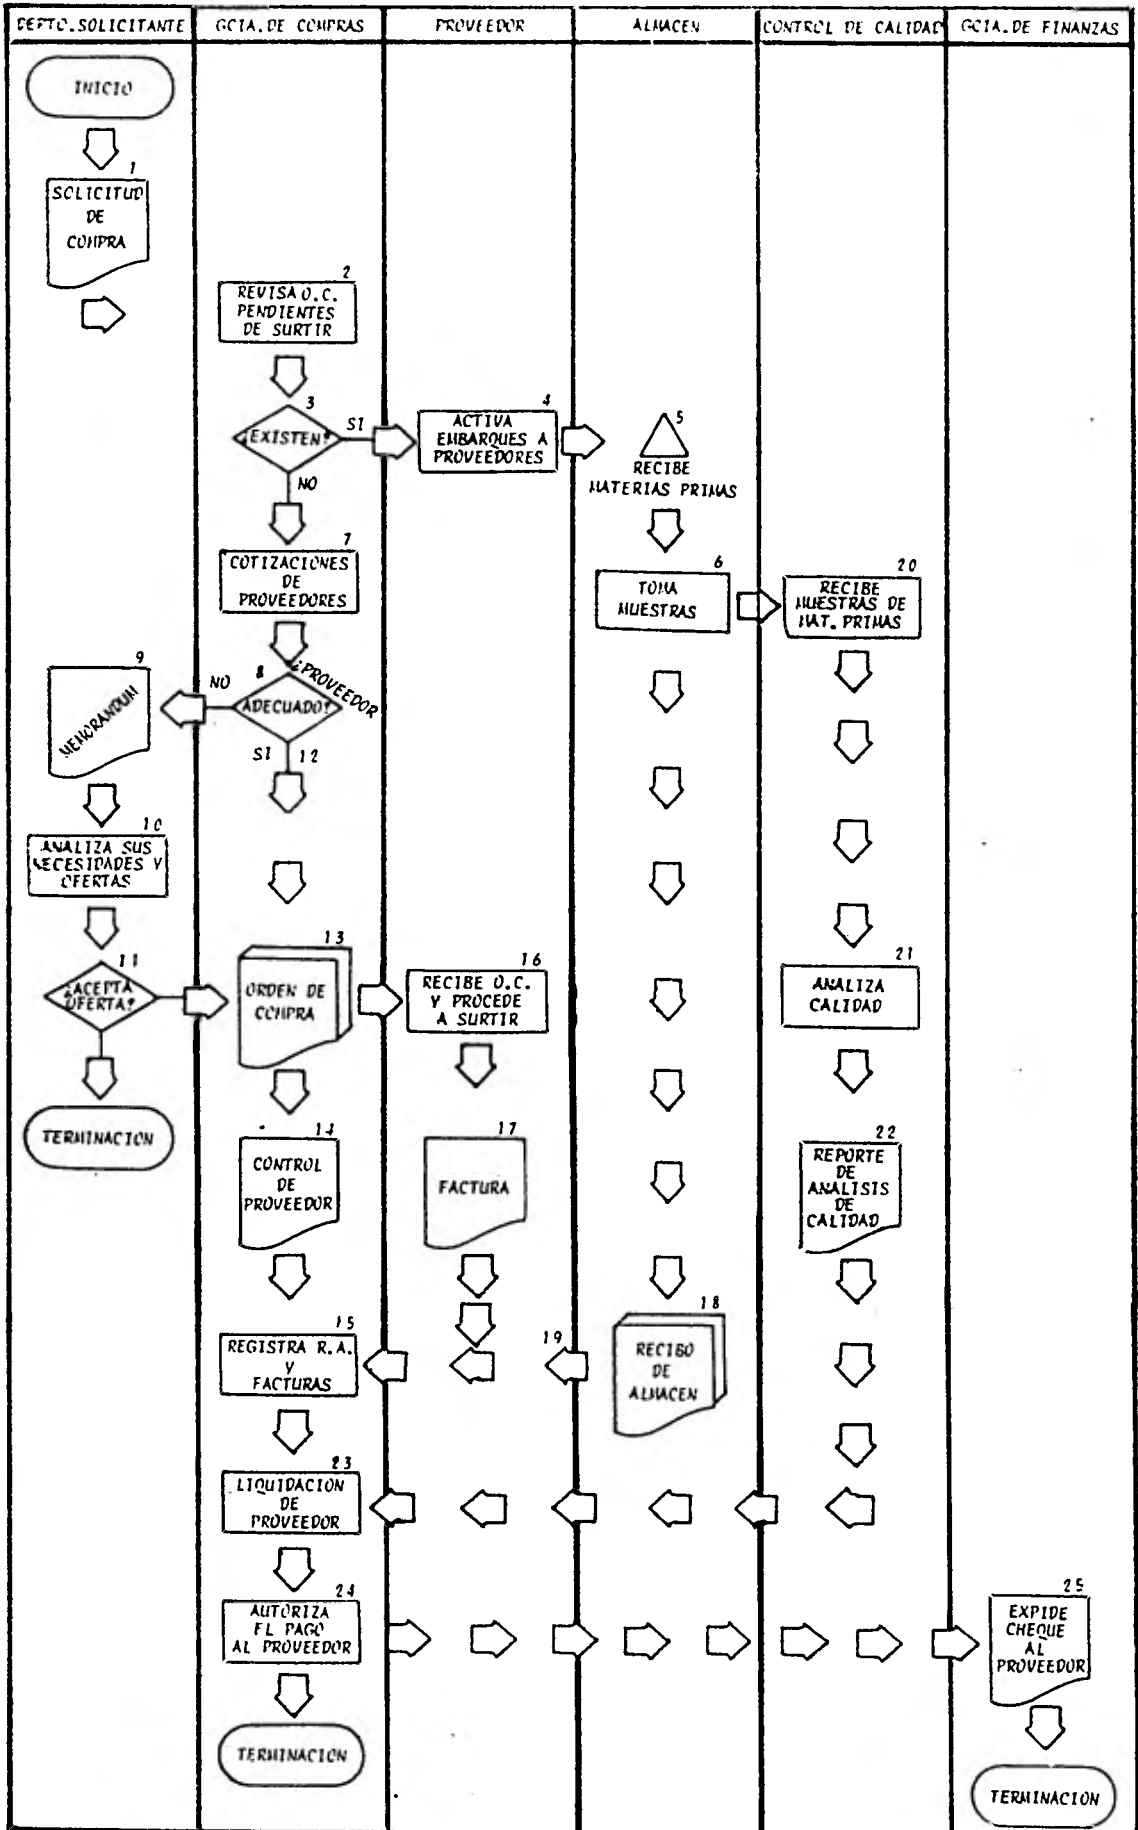 DEPTO.SOLICITANTE
GCIA.DE COMPRAS
PROVEEDOR
ALMACEN
CONTROL DE CALIDAD
GCIA.DE FINANZAS
INICIO
1
SOLICITUD
DE
COMPRA
2
REVISA O.C.
PENDIENTES
DE SURTIR
3
¿EXISTEN?
SI
NO
4
ACTIVA
EMBARQUES A
PROVEEDORES
5
RECIBE
MATERIAS PRIMAS
6
TOMA
MUESTRAS
20
RECIBE
MUESTRAS DE
MAT. PRIMAS
7
COTIZACIONES
DE
PROVEEDORES
8
¿PROVEEDOR
ADECUADO?
NO
SI
12
9
MEMORANDUM
10
ANALIZA SUS
NECESIDADES Y
OFERTAS
11
¿ACEPTA
OFERTA?
TERMINACION
13
ORDEN DE
COMPRA
16
RECIBE O.C.
Y PROCEDE
A SURTIR
21
ANALIZA
CALIDAD
14
CONTROL
DE
PROVEEDOR
17
FACTURA
22
REPORTE
DE
ANALISIS
DE
CALIDAD
15
REGISTRA R.A.
Y
FACTURAS
19
18
RECIBO
DE
ALMACEN
23
LIQUIDACION
DE
PROVEEDOR
24
AUTORIZA
EL PAGO
AL PROVEEDOR
25
EXPIDE
CHEQUE
AL
PROVEEDOR
TERMINACION
TERMINACION